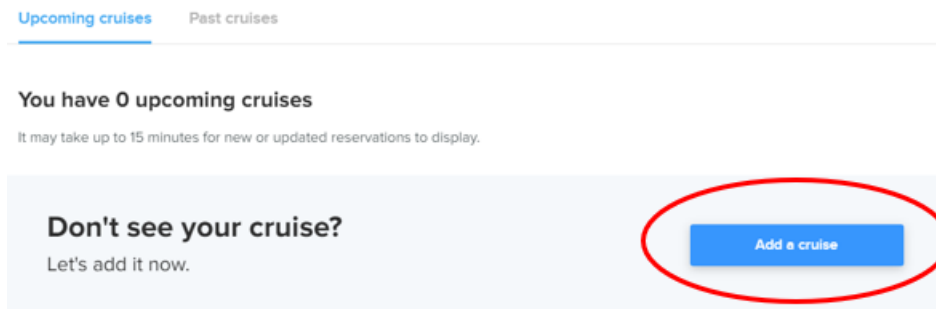 Upcoming cruises Past cruises
You have 0 upcoming cruises
It may take up to 15 minutes for new or updated reservations to display.
Don't see your cruise?
Let's add it now.
Add a cruise